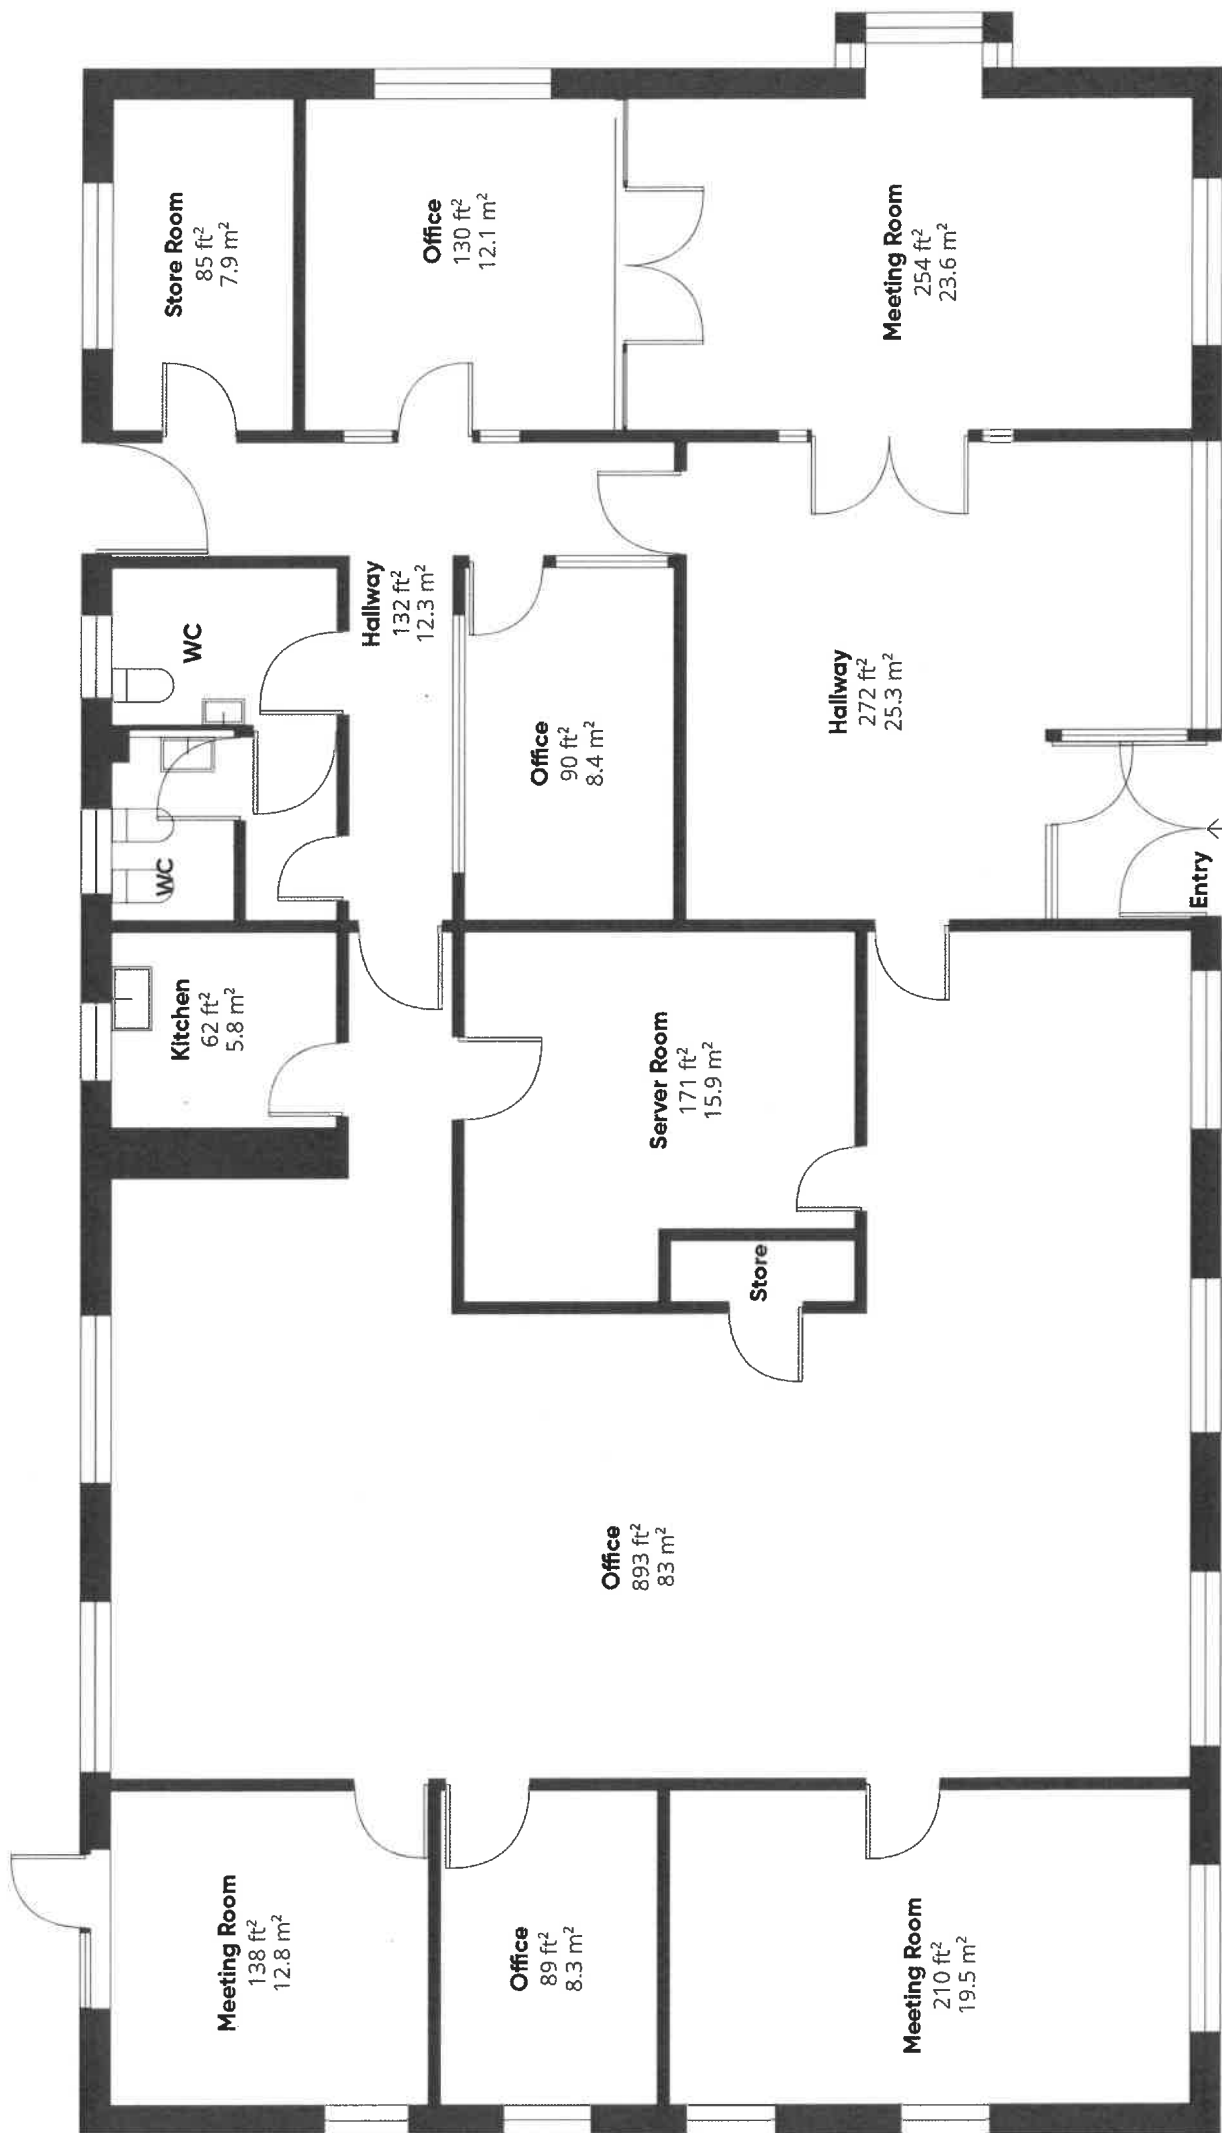 Store Room
85 ft²
7.9 m²
Office
130 ft²
12.1 m²
Meeting Room
254 ft²
23.6 m²
WC
Hallway
132 ft²
12.3 m²
Office
90 ft²
8.4 m²
Hallway
272 ft²
25.3 m²
WC
Entry
Kitchen
62 ft²
5.8 m²
Server Room
171 ft²
15.9 m²
Store
Office
893 ft²
83 m²
Meeting Room
138 ft²
12.8 m²
Office
89 ft²
8.3 m²
Meeting Room
210 ft²
19.5 m²